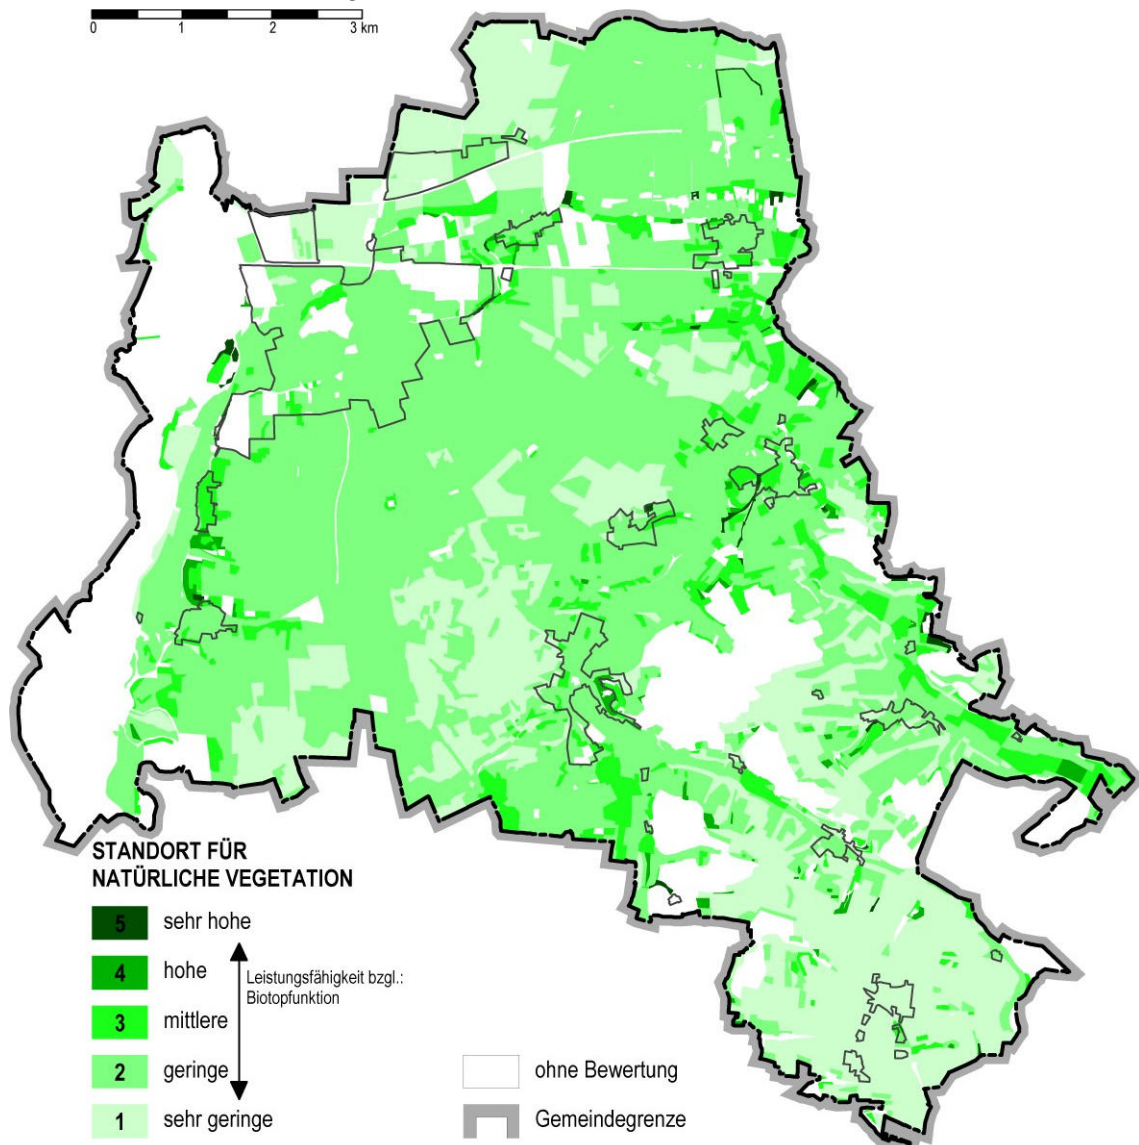 0 1 2 3 km
STANDORT FÜR
NATÜRLICHE VEGETATION
5 sehr hohe
4 hohe
Leistungsfähigkeit bzgl.:
Biotopfunktion
3 mittlere
2 geringe
1 sehr geringe
ohne Bewertung
Gemeindegrenze